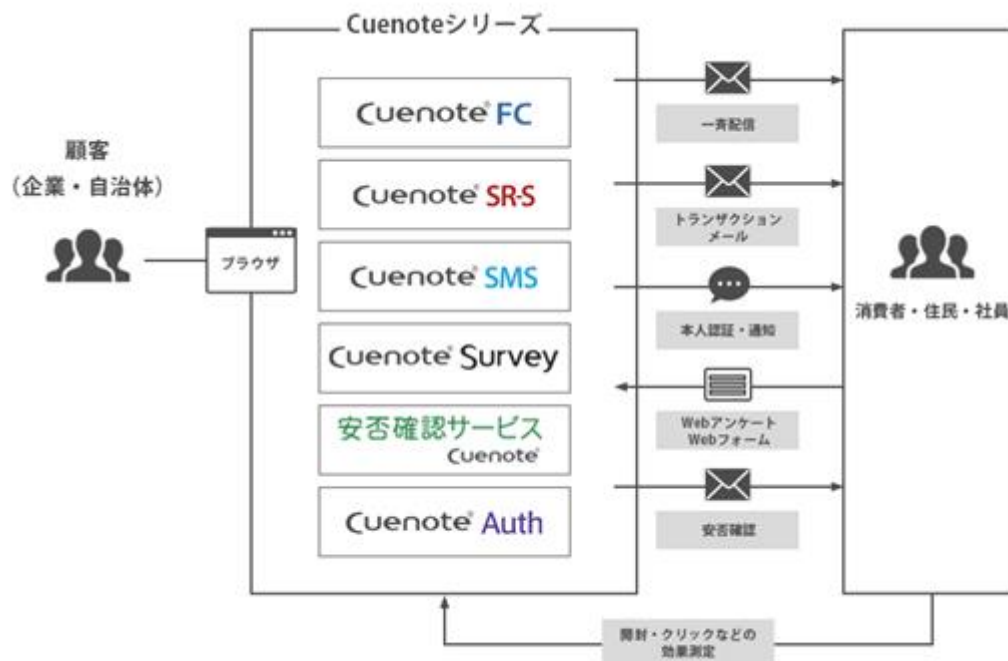 Cuenoteシリーズ
顧客
（企業・自治体）
ブラウザ
Cuenote® FC
Cuenote® SR-S
Cuenote® SMS
Cuenote® Survey
安否確認サービス
Cuenote®
Cuenote® Auth
一斉配信
トランザクション
メール
本人認証・通知
Webアンケート
Webフォーム
安否確認
消費者・住民・社員
開封・クリックなどの
効果測定